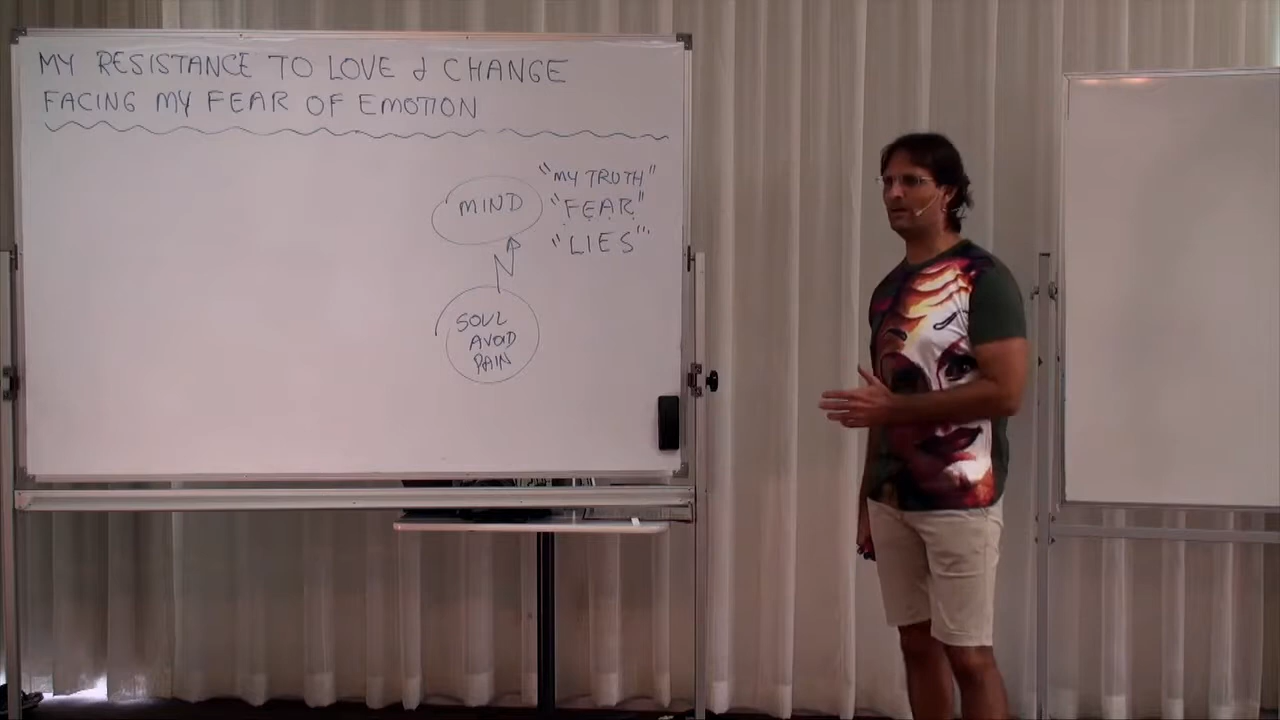 MY RESISTANCE TO LOVE & CHANGE
FACING MY FEAR OF EMOTION
MIND
"MY TRUTH"
"FEAR"
"LIES"
SOUL
AVOID
PAIN